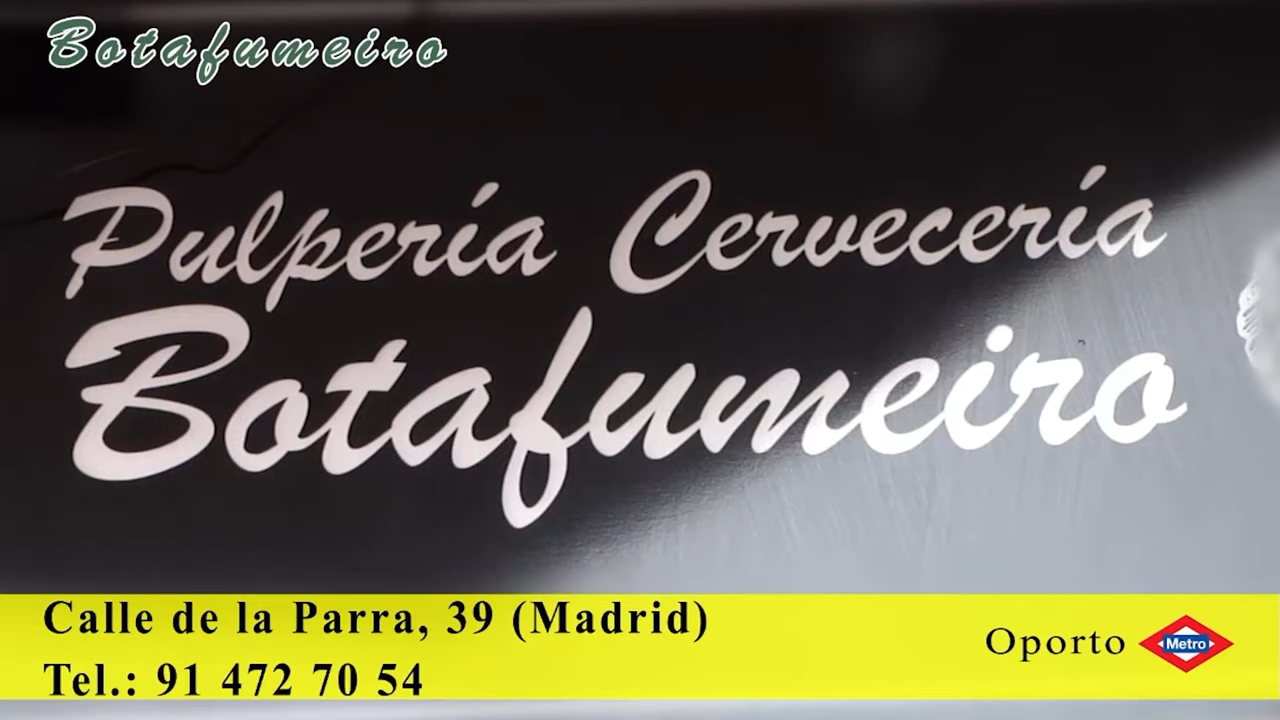 Botafumeiro
Pulpería Cervecería
Botafumeiro
Calle de la Parra, 39 (Madrid)
Tel.: 91 472 70 54
Oporto Metro